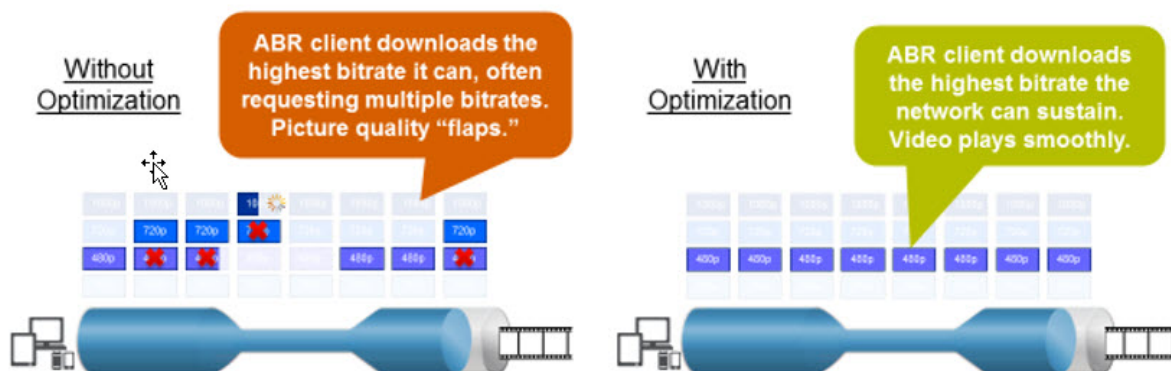 Without
Optimization
ABR client downloads the
highest bitrate it can, often
requesting multiple bitrates.
Picture quality “flaps.”
720p 720p 720p
480p 480p 480p
With
Optimization
ABR client downloads
the highest bitrate the
network can sustain.
Video plays smoothly.
480p 480p 480p 480p 480p 480p 480p 480p